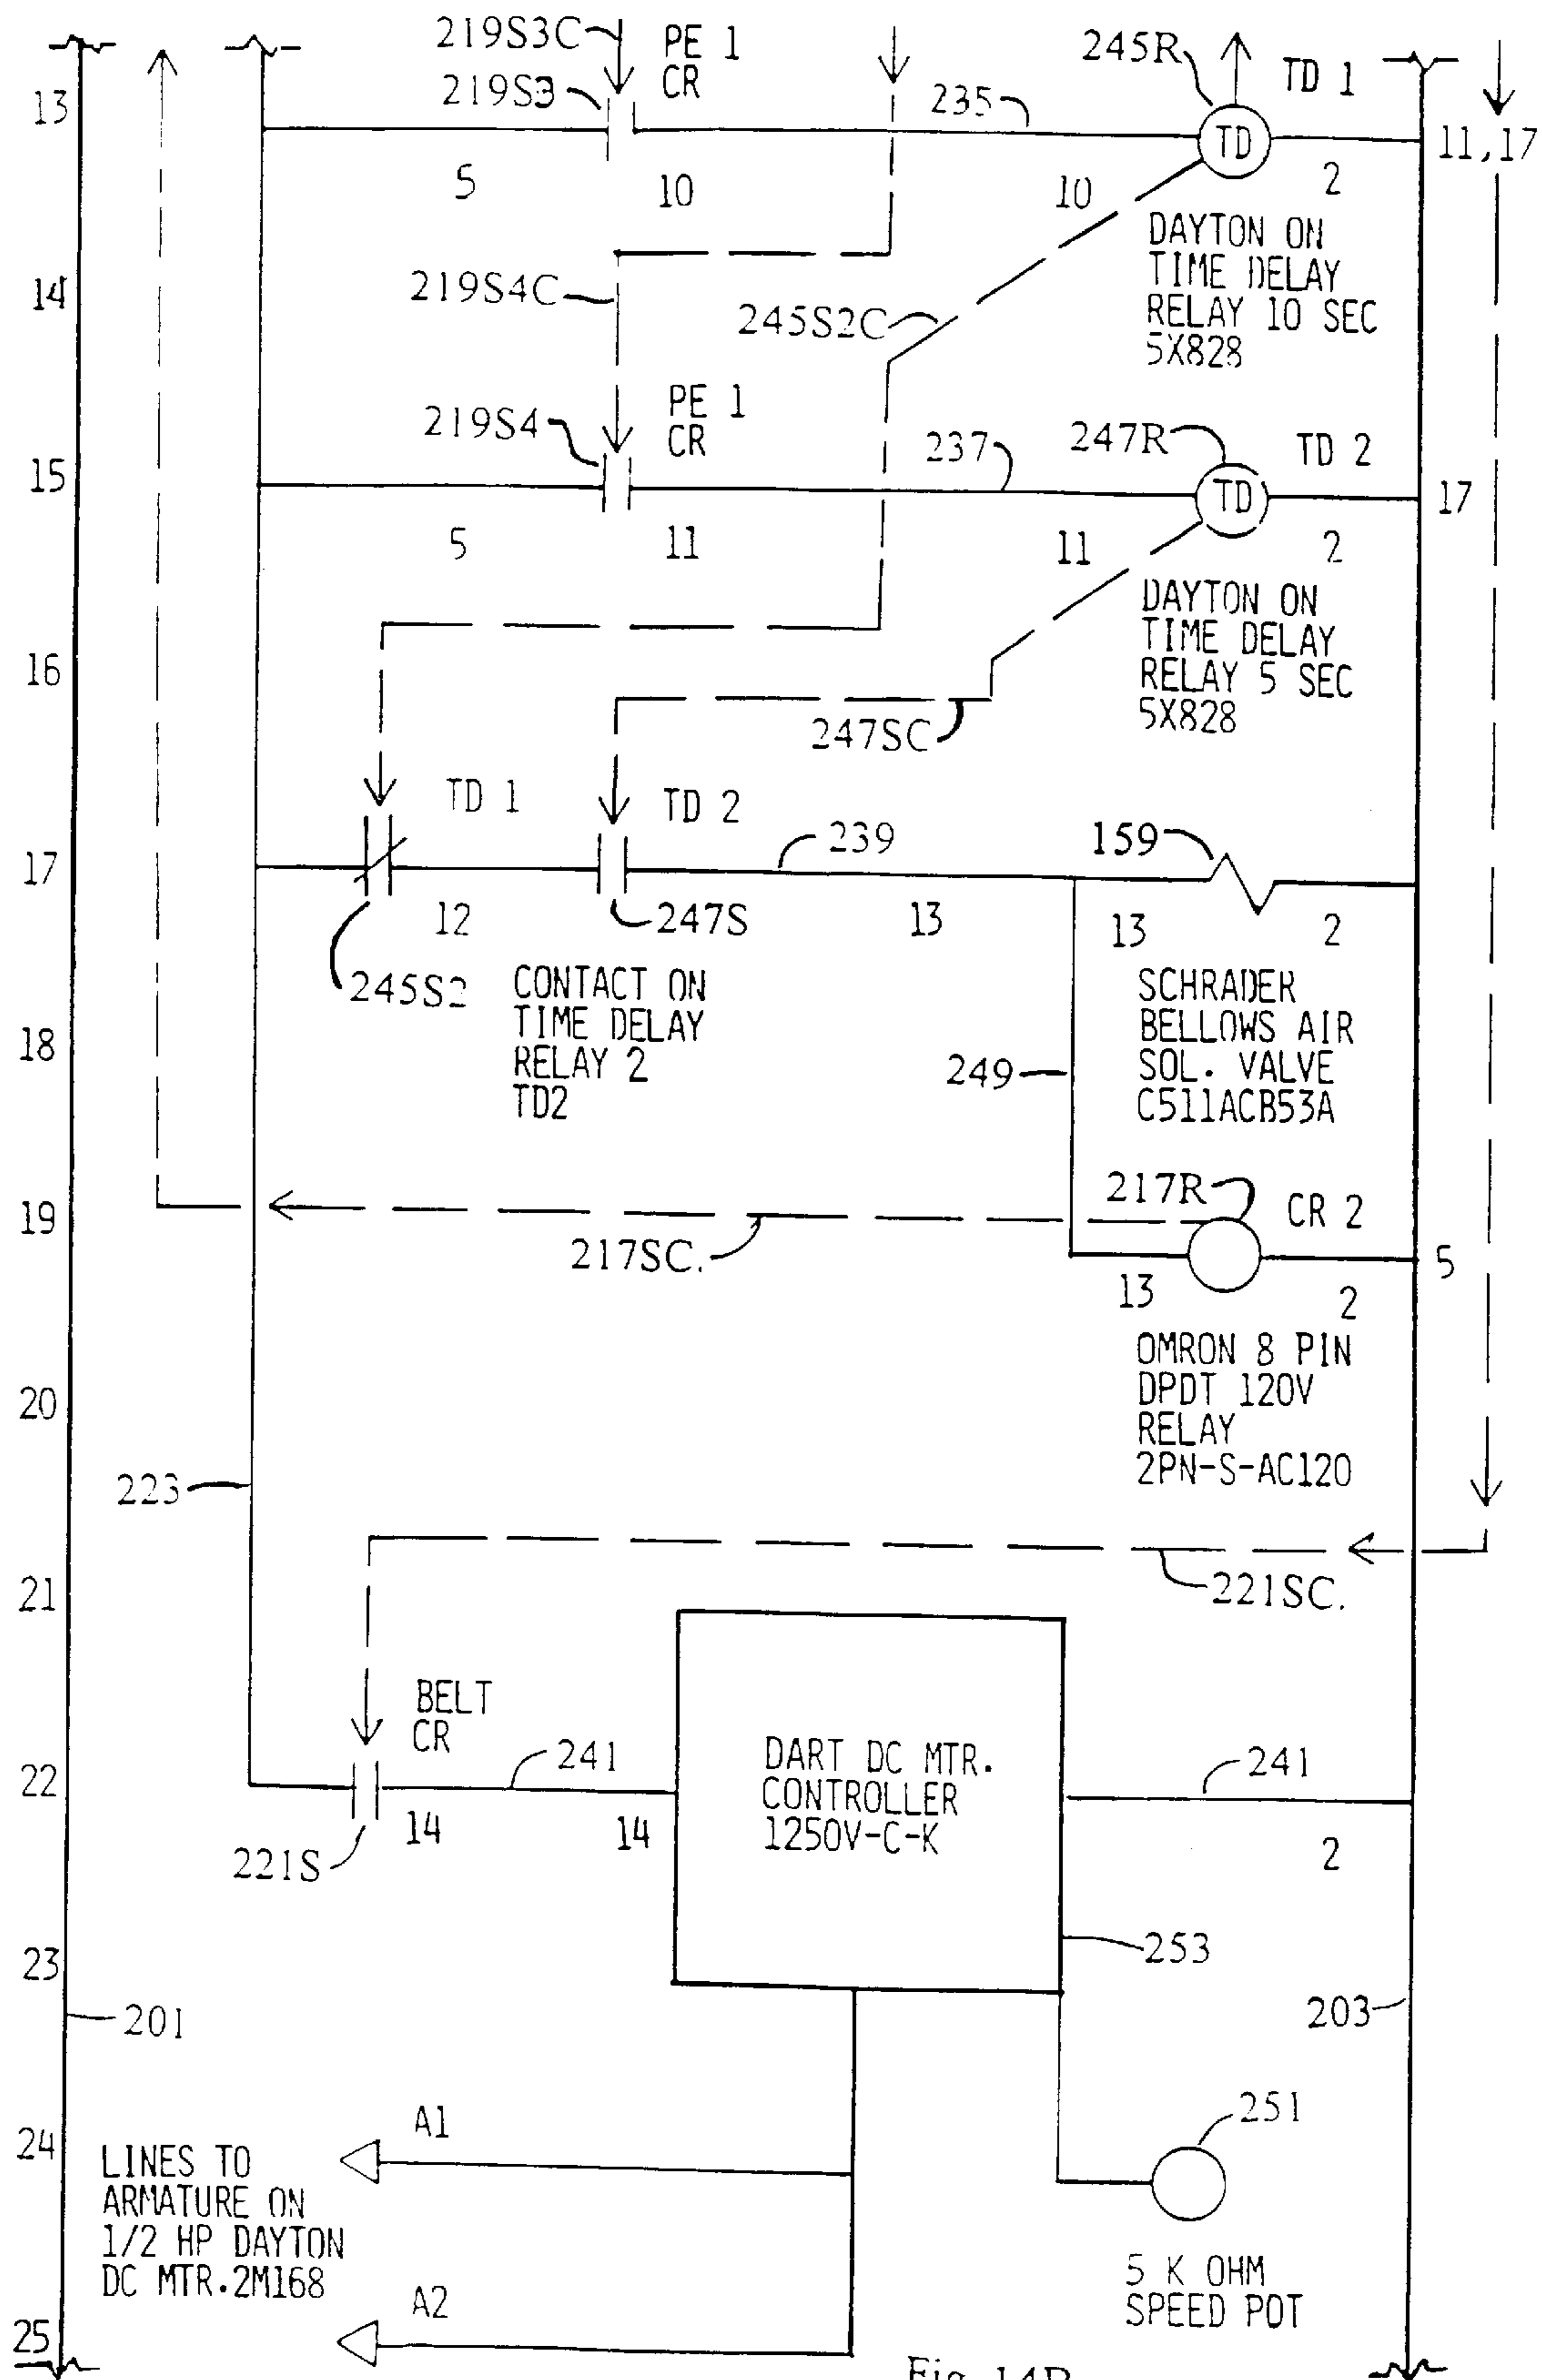 219S3C
PE 1
CR
245R
TD 1
13
219S3
235
TD
11,17
5
10
10
2
DAYTON ON
TIME DELAY
RELAY 10 SEC
5X828
14
219S4C
245S2C
PE 1
CR
219S4
237
247R
TD 2
15
TD
17
5
11
11
2
DAYTON ON
TIME DELAY
RELAY 5 SEC
5X828
16
247SC
TD 1
TD 2
17
239
159
12
247S
13
13
2
245S2
CONTACT ON
TIME DELAY
RELAY 2
TD2
SCHRADER
BELLOWS AIR
SOL. VALVE
C511ACB53A
18
249
19
217R
CR 2
217SC.
5
13
2
OMRON 8 PIN
DPDT 120V
RELAY
2PN-S-AC120
20
223
21
221SC.
BELT
CR
22
241
DART DC MTR.
CONTROLLER
1250V-C-K
241
14
14
2
221S
23
253
201
203
24
A1
251
LINES TO
ARMATURE ON
1/2 HP DAYTON
DC MTR.2M168
5 K OHM
SPEED POT
A2
25
Fig. 14B